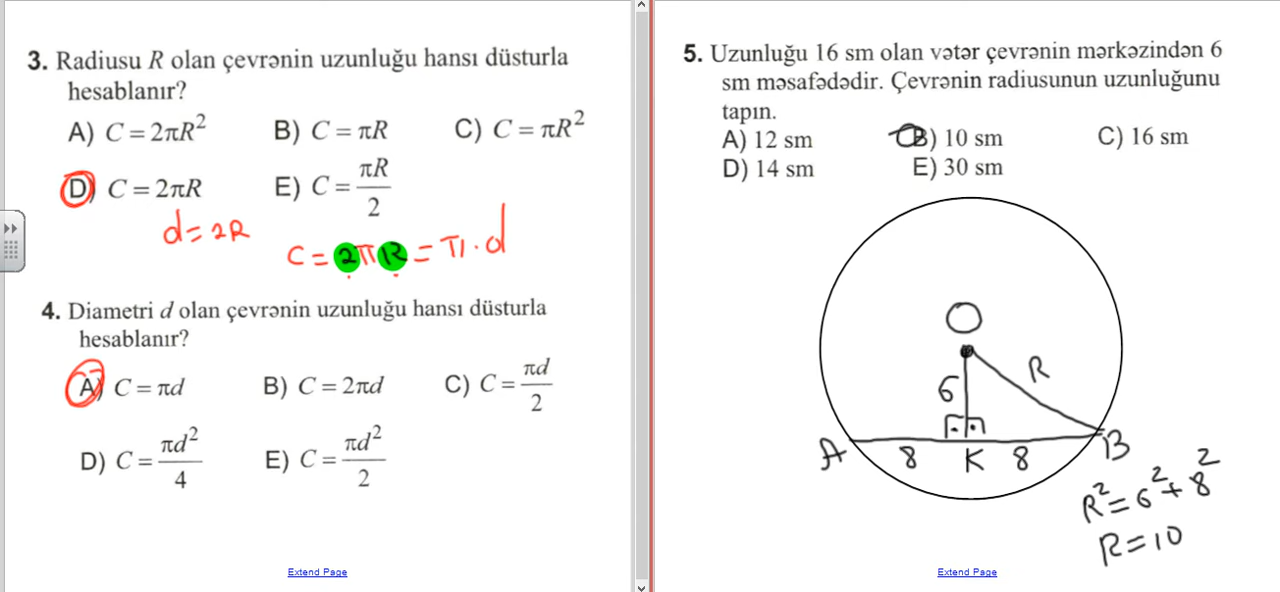 3. Radiusu R olan çevrənin uzunluğu hansı düsturla
hesablanır?
A) C = 2πR² B) C = πR C) C = πR²
D) C = 2πR E) C = πR/2
d = 2R
C = 2πR = π · d
4. Diametri d olan çevrənin uzunluğu hansı düsturla
hesablanır?
A) C = πd B) C = 2πd C) C = πd/2
D) C = πd²/4 E) C = πd²/2
Extend Page
5. Uzunluğu 16 sm olan vətər çevrənin mərkəzindən 6
sm məsafədədir. Çevrənin radiusunun uzunluğunu
tapın.
A) 12 sm B) 10 sm C) 16 sm
D) 14 sm E) 30 sm
O
6 R
A 8 K 8 B
R² = 6² + 8²
R = 10
Extend Page